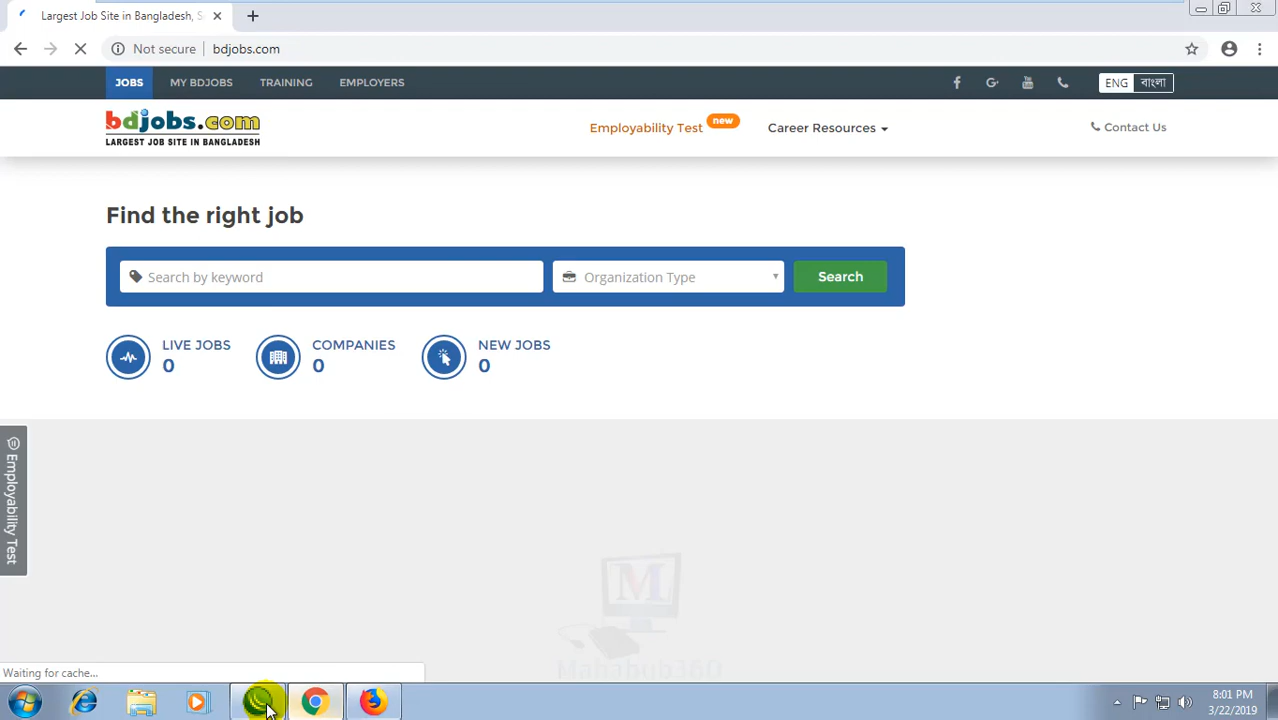 Largest Job Site in Bangladesh, S
Not secure
bdjobs.com
JOBS
MY BDJOBS
TRAINING
EMPLOYERS
ENG
বাংলা
bdjobs.com
LARGEST JOB SITE IN BANGLADESH
Employability Test
new
Career Resources
Contact Us
Find the right job
Search by keyword
Organization Type
Search
LIVE JOBS
0
COMPANIES
0
NEW JOBS
0
Employability Test
M
Mahabub360
Waiting for cache...
8:01 PM
3/22/2019